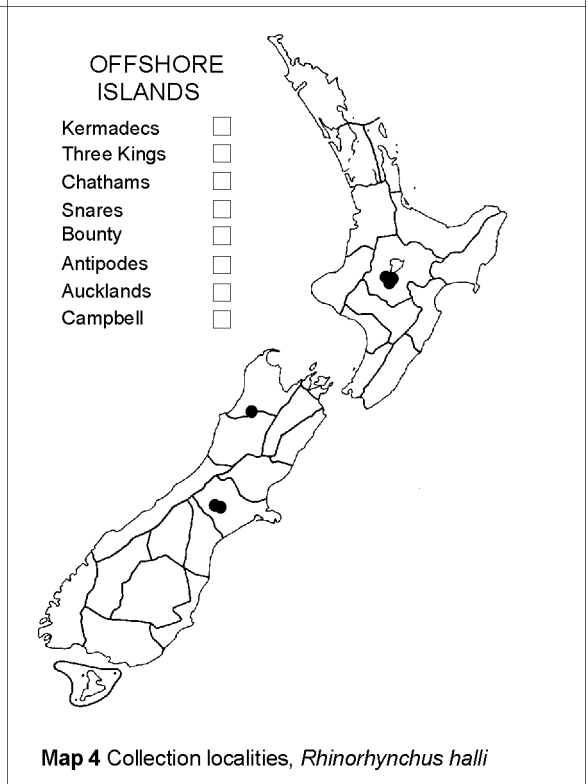 OFFSHORE
ISLANDS
Kermadecs
Three Kings
Chathams
Snares
Bounty
Antipodes
Aucklands
Campbell
Map 4 Collection localities, Rhinorhynchus halli